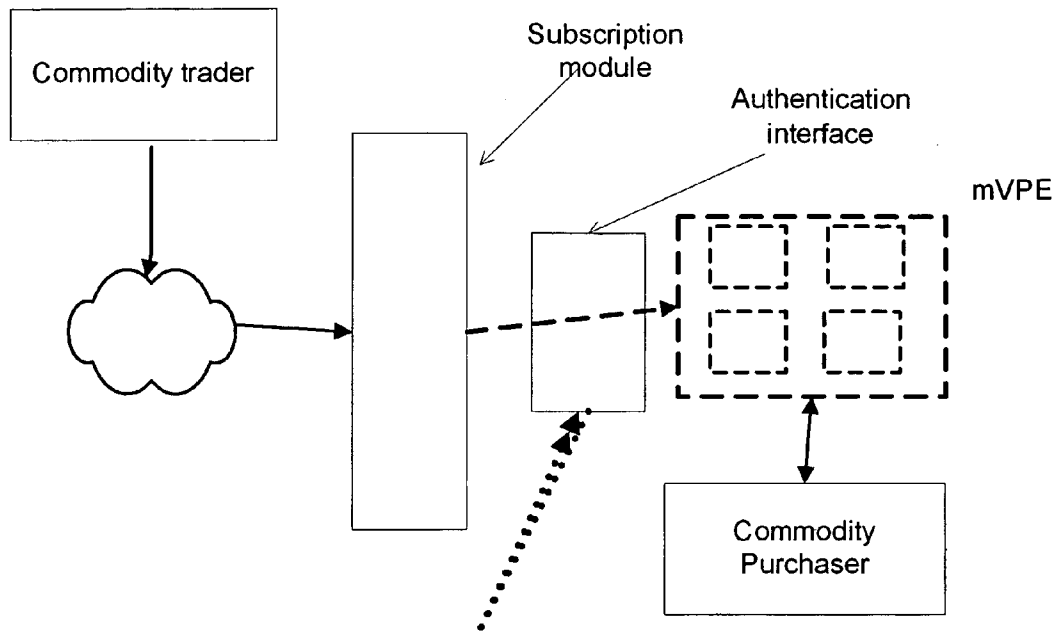 Commodity trader
Subscription
module
Authentication
interface
mVPE
Commodity
Purchaser